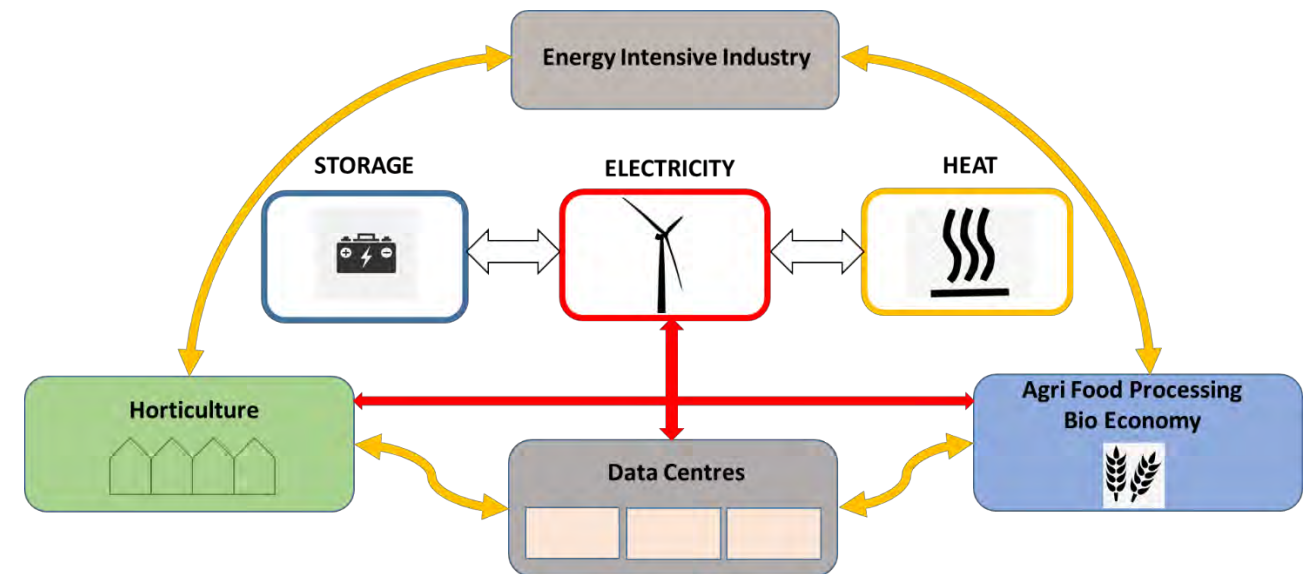 Energy Intensive Industry
STORAGE
ELECTRICITY
HEAT
Horticulture
Agri Food Processing
Bio Economy
Data Centres